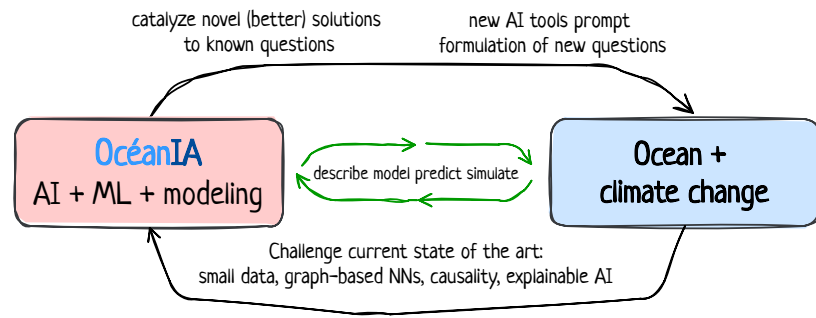 catalyze novel (better) solutions
to known questions
new AI tools prompt
formulation of new questions
OcéanIA
AI + ML + modeling
describe model predict simulate
Ocean +
climate change
Challenge current state of the art:
small data, graph-based NNs, causality, explainable AI